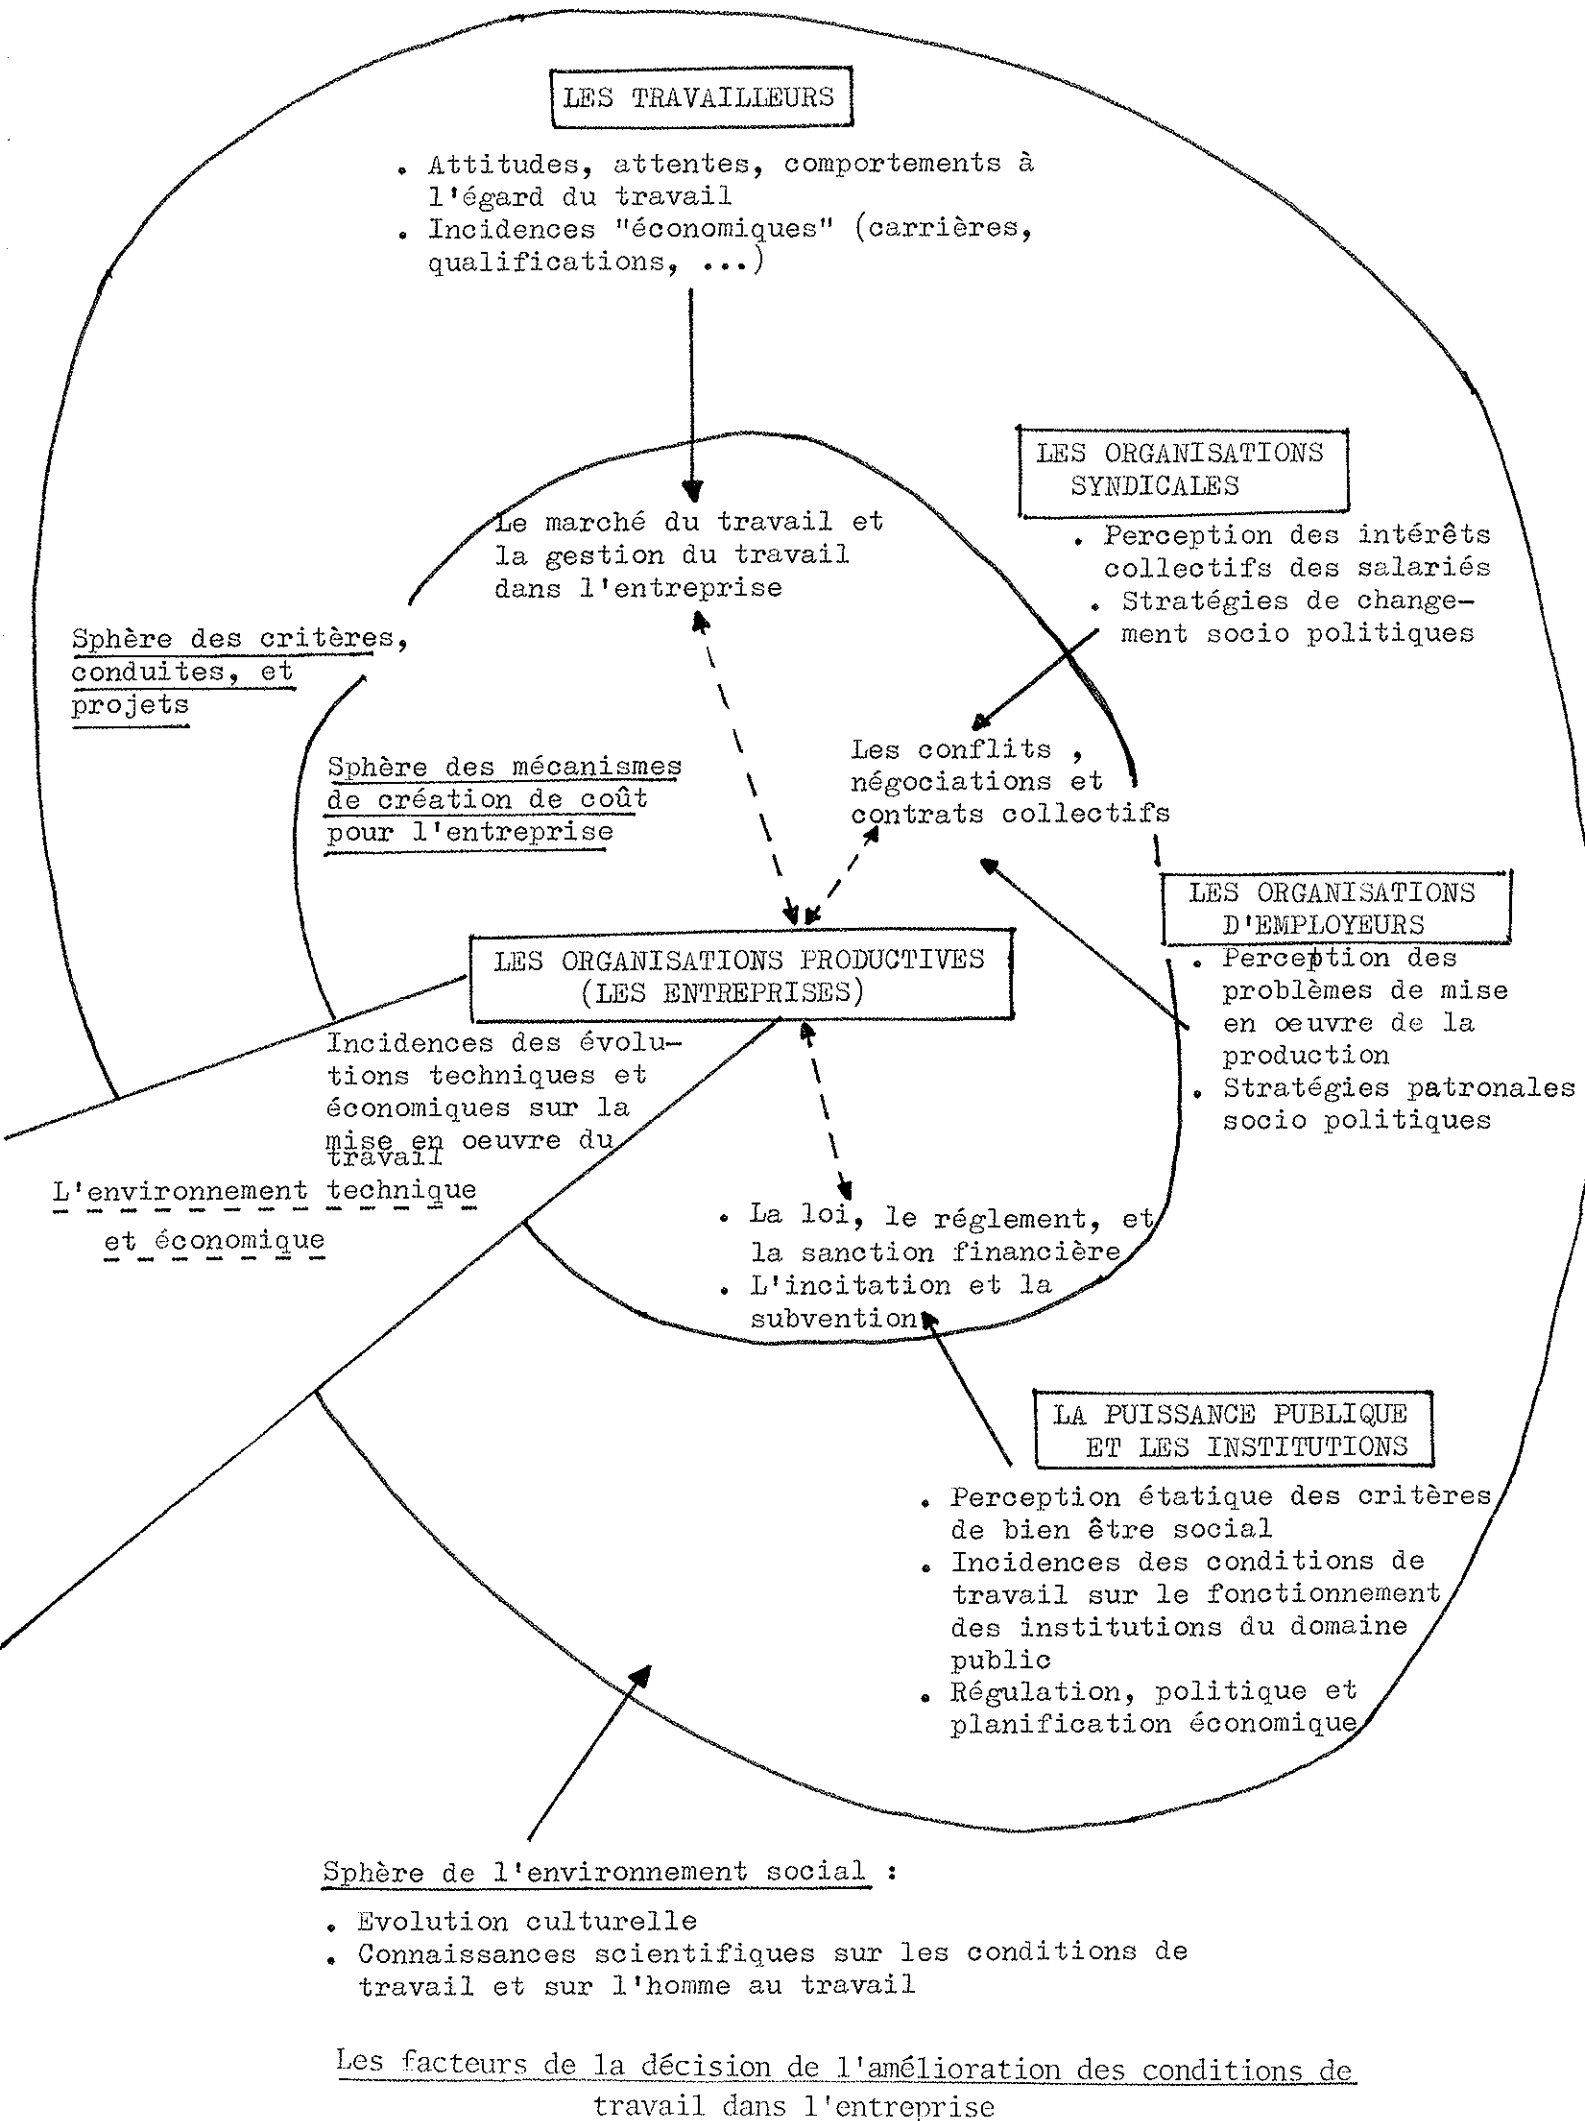 LES TRAVAILLEURS
. Attitudes, attentes, comportements à
l'égard du travail
. Incidences "économiques" (carrières,
qualifications, ...)
LES ORGANISATIONS
SYNDICALES
. Perception des intérêts
collectifs des salariés
. Stratégies de change-
ment socio politiques
Le marché du travail et
la gestion du travail
dans l'entreprise
Sphère des critères,
conduites, et
projets
Sphère des mécanismes
de création de coût
pour l'entreprise
Les conflits ,
négociations et
contrats collectifs
LES ORGANISATIONS
D'EMPLOYEURS
. Perception des
problèmes de mise
en oeuvre de la
production
. Stratégies patronales
socio politiques
LES ORGANISATIONS PRODUCTIVES
(LES ENTREPRISES)
Incidences des évolu-
tions techniques et
économiques sur la
mise en oeuvre du
travail
L'environnement technique
et économique
. La loi, le réglement, et
la sanction financière
. L'incitation et la
subvention
LA PUISSANCE PUBLIQUE
ET LES INSTITUTIONS
. Perception étatique des critères
de bien être social
. Incidences des conditions de
travail sur le fonctionnement
des institutions du domaine
public
. Régulation, politique et
planification économique
Sphère de l'environnement social :
. Evolution culturelle
. Connaissances scientifiques sur les conditions de
travail et sur l'homme au travail
Les facteurs de la décision de l'amélioration des conditions de
travail dans l'entreprise